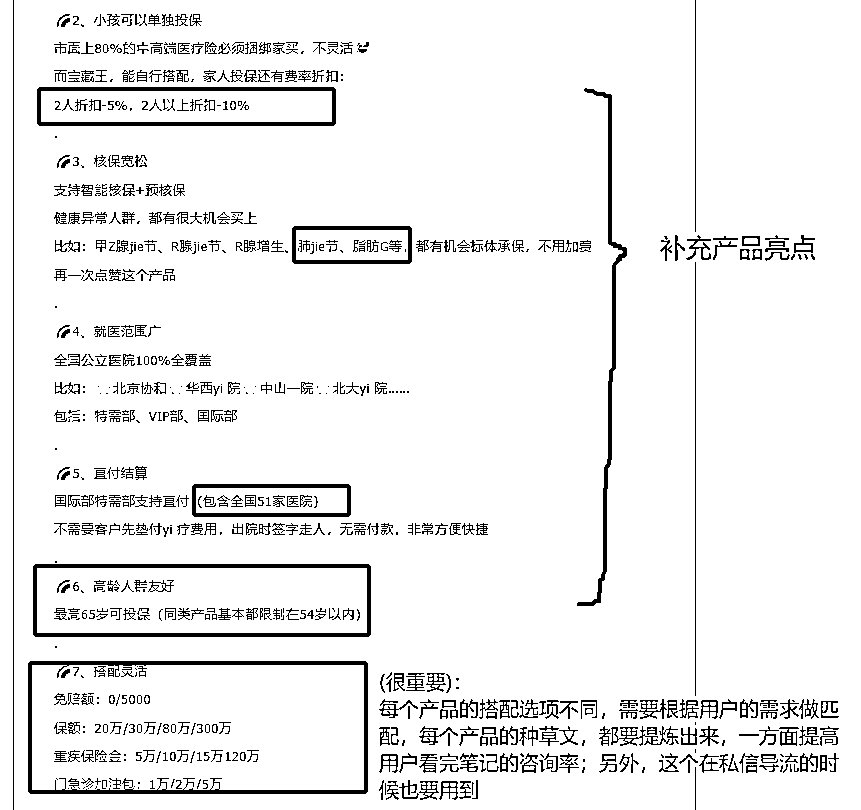 2、小孩可以单独投保
市面上80%的中高端医疗险必须捆绑家买，不灵活
而宝藏王，能自行搭配，家人投保还有费率折扣：
2人折扣-5%，2人以上折扣-10%
.
3、核保宽松
支持智能核保+预核保
健康异常人群，都有很大机会买上
比如：甲Z腺jie节、R腺jie节、R腺增生、肺jie节、脂肪G等，都有机会标体承保，不用加费
再一次点赞这个产品
补充产品亮点
.
4、就医范围广
全国公立医院100%全覆盖
比如：北京协和 华西yi 院 中山一院 北大yi 院……
包括：特需部、VIP部、国际部
.
5、直付结算
国际部特需部支持直付（包含全国51家医院）
不需要客户先垫付yi 疗费用，出院时签字走人，无需付款，非常方便快捷
.
6、高龄人群友好
最高65岁可投保（同类产品基本都限制在54岁以内）
.
7、搭配灵活
免赔额：0/5000
保额：20万/30万/80万/300万
重疾保险金：5万/10万/15万120万
门急诊加油包：1万/2万/5万
(很重要)：
每个产品的搭配选项不同，需要根据用户的需求做匹
配，每个产品的种草文，都要提炼出来，一方面提高
用户看完笔记的咨询率；另外，这个在私信导流的时
候也要用到